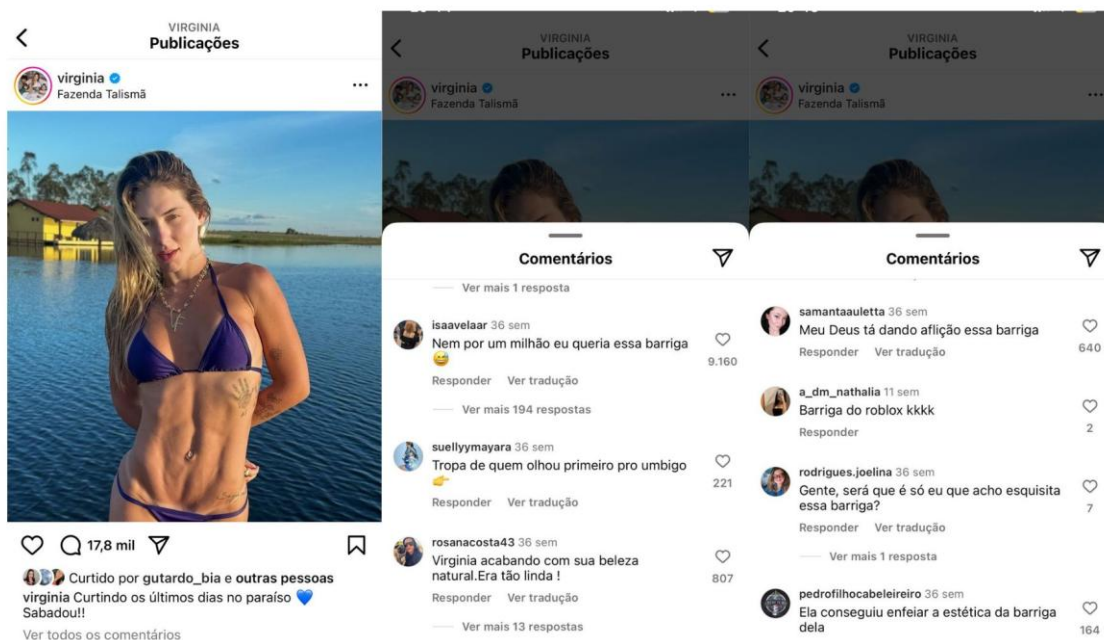 VIRGINIA
Publicações
virginia
Fazenda Talismã
17,8 mil
Curtido por gutardo_bia e outras pessoas
virginia Curtindo os últimos dias no paraíso 💙
Sabadou!!
Ver todos os comentários
VIRGINIA
Publicações
virginia
Fazenda Talismã
Comentários
Ver mais 1 resposta
isaavelaar 36 sem
Nem por um milhão eu queria essa barriga
😅
9.160
Responder Ver tradução
Ver mais 194 respostas
suellyymayara 36 sem
Tropa de quem olhou primeiro pro umbigo
👉
221
Responder Ver tradução
rosanacosta43 36 sem
Virginia acabando com sua beleza
natural.Era tão linda !
807
Responder Ver tradução
Ver mais 13 respostas
VIRGINIA
Publicações
virginia
Fazenda Talismã
Comentários
samantaauletta 36 sem
Meu Deus tá dando aflição essa barriga
640
Responder Ver tradução
a_dm_nathalia 11 sem
Barriga do roblox kkkk
2
Responder
rodrigues.joelina 36 sem
Gente, será que é só eu que acho esquisita
essa barriga?
7
Responder Ver tradução
Ver mais 1 resposta
pedrofilhocabeleireiro 36 sem
Ela conseguiu enfeiar a estética da barriga
dela
164